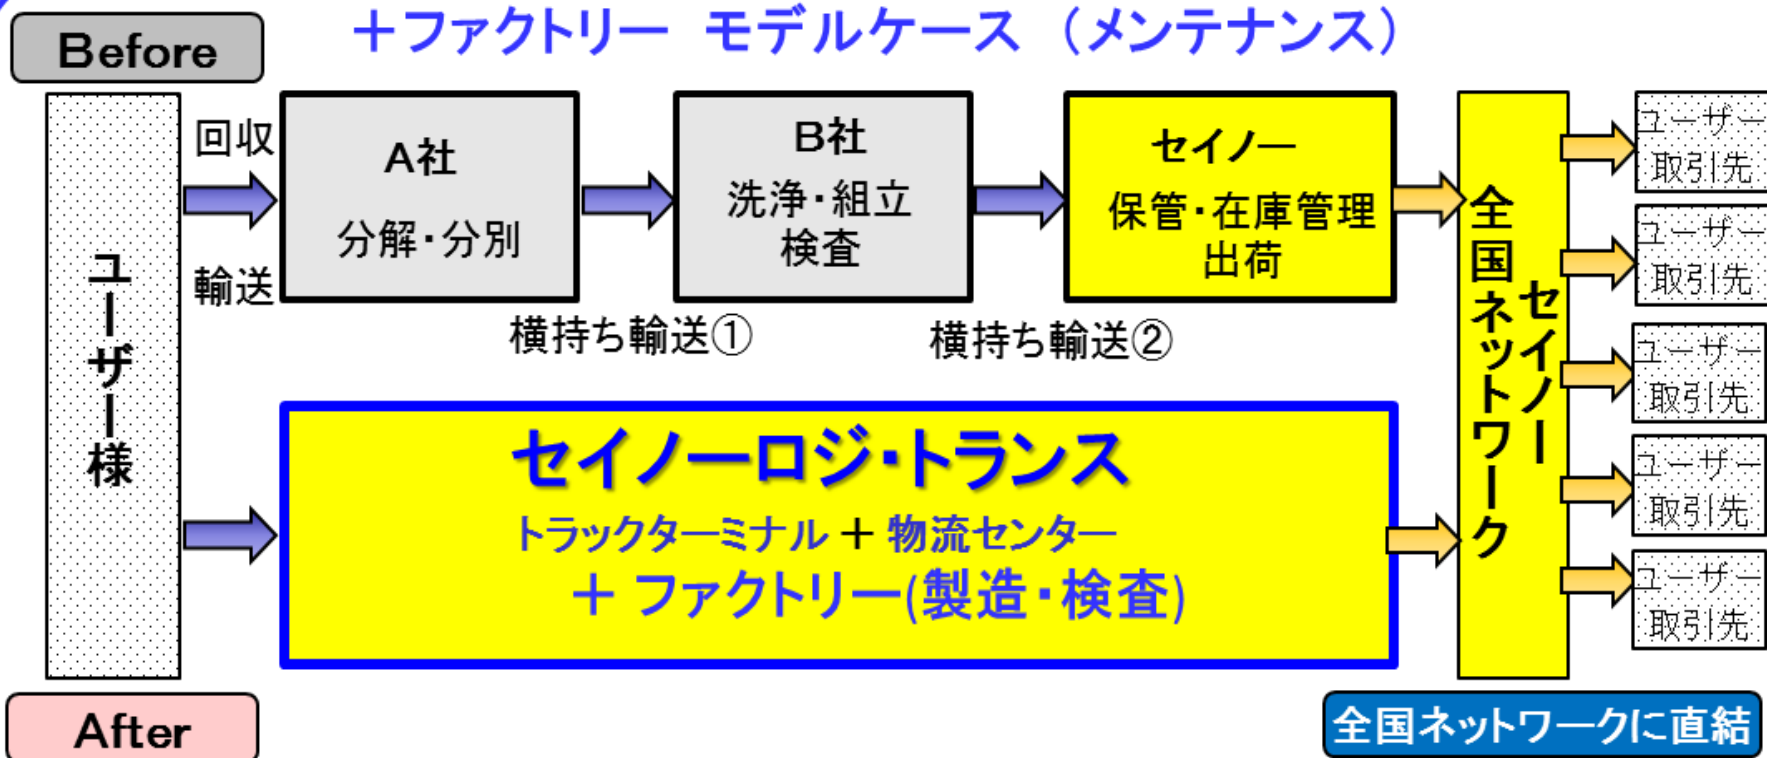 Before
＋ファクトリー モデルケース （メンテナンス）
ユーザー様
回収
輸送
A社
分解・分別
B社
洗浄・組立
検査
セイノー
保管・在庫管理
出荷
横持ち輸送①
横持ち輸送②
セイノー
全国ネットワーク
ユーザー
取引先
ユーザー
取引先
ユーザー
取引先
ユーザー
取引先
ユーザー
取引先
セイノーロジ・トランス
トラックターミナル ＋ 物流センター
＋ ファクトリー(製造・検査)
After
全国ネットワークに直結